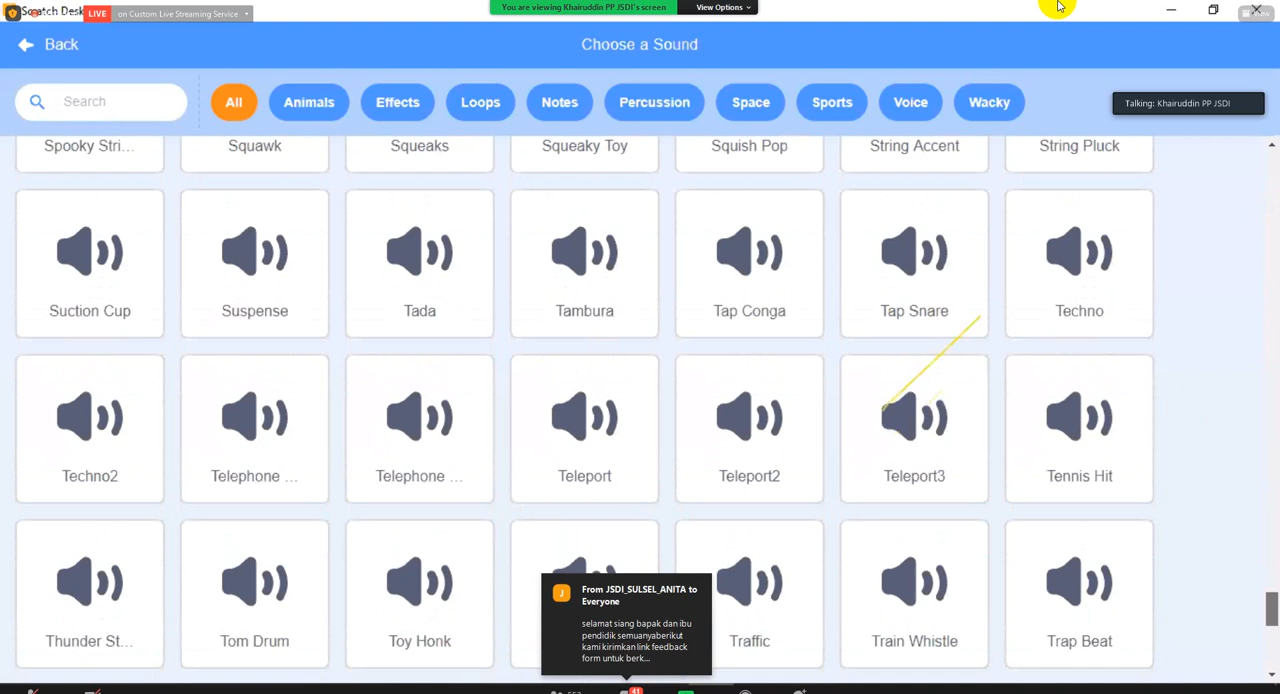 Scratch Desk
LIVE on Custom Live Streaming Service
You are viewing Khairuddin PP JSDI's screen View Options
View
Back
Choose a Sound
Search
All Animals Effects Loops Notes Percussion Space Sports Voice Wacky
Talking: Khairuddin PP JSDI
Spooky Stri... Squawk Squeaks Squeaky Toy Squish Pop String Accent String Pluck
Suction Cup Suspense Tada Tambura Tap Conga Tap Snare Techno
Techno2 Telephone ... Telephone ... Teleport Teleport2 Teleport3 Tennis Hit
Thunder St... Tom Drum Toy Honk Traffic Train Whistle Trap Beat
J
From JSDI_SULSEL_ANITA to
Everyone
selamat siang bapak dan ibu
pendidik semuanyaberikut
kami kirimkan link feedback
form untuk berk...
41